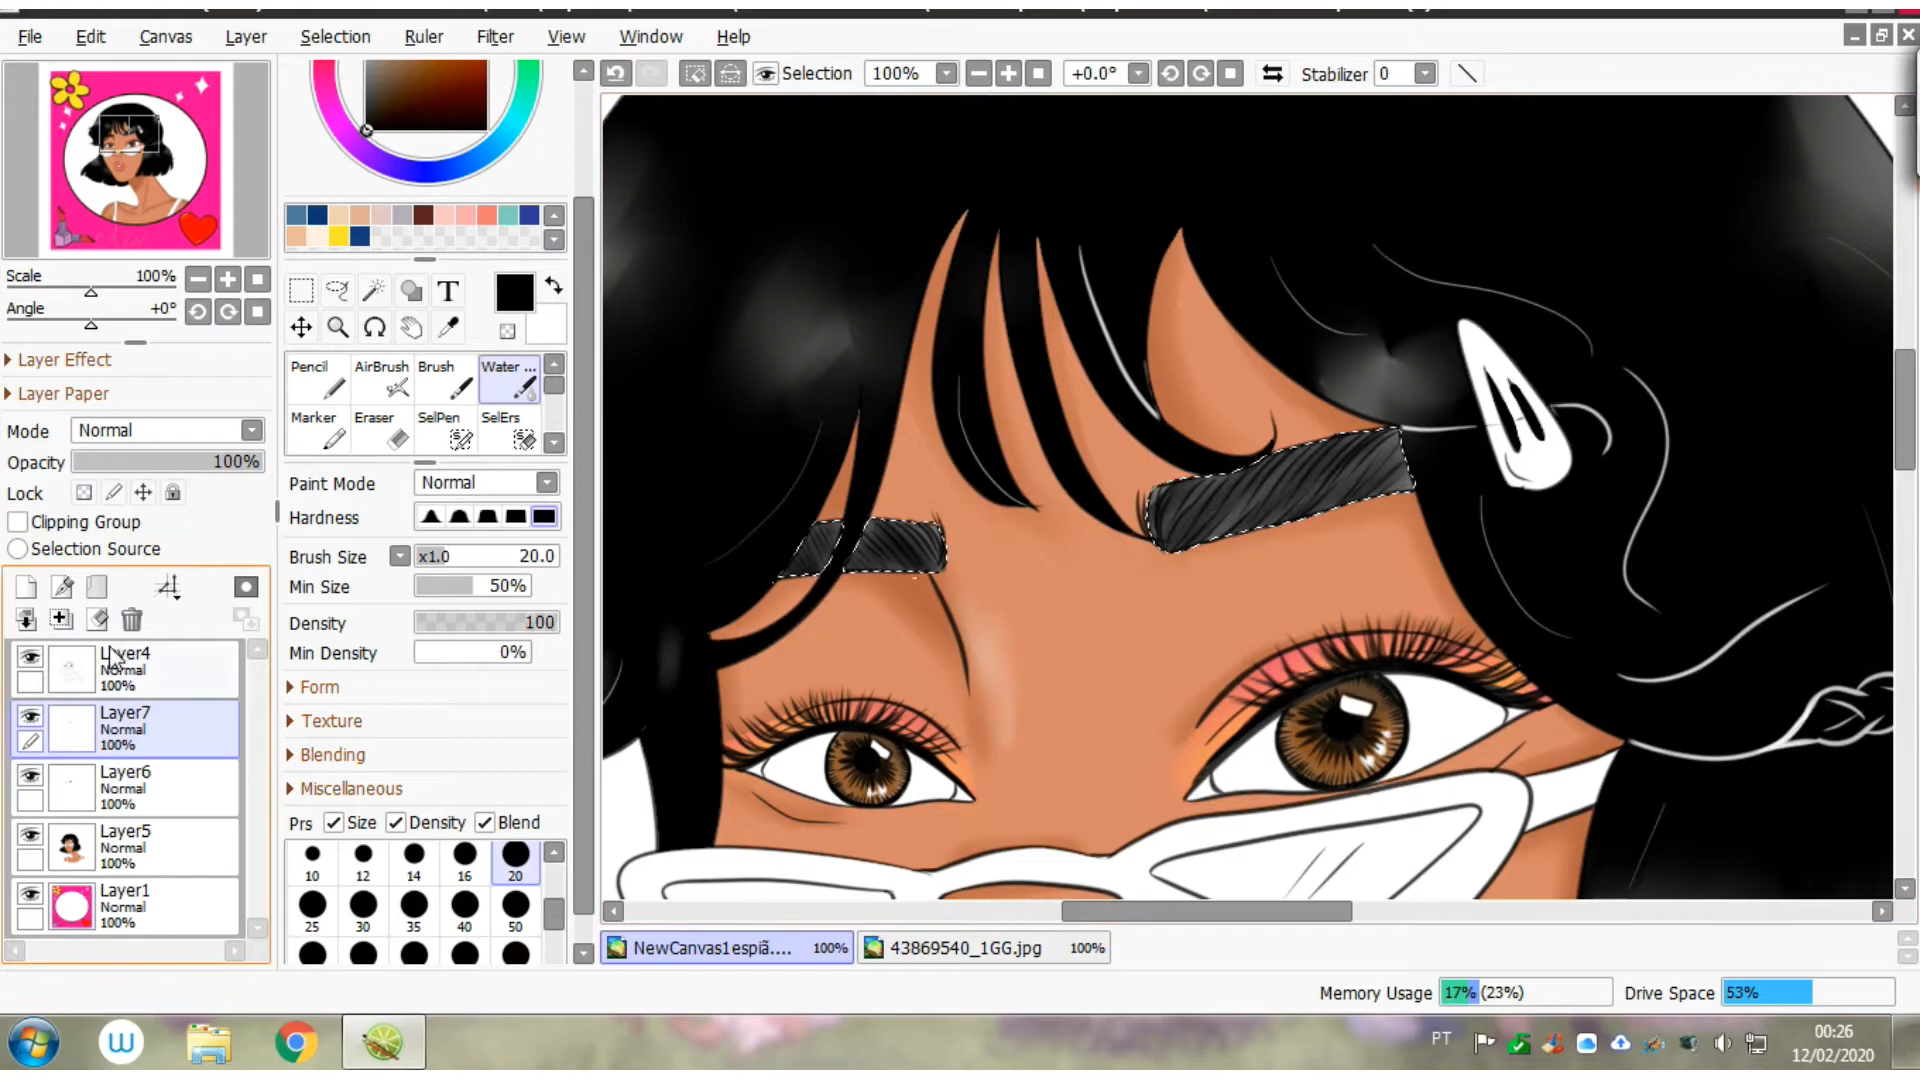 File Edit Canvas Layer Selection Ruler Filter View Window Help
Selection 100% +0.0° Stabilizer 0
Scale 100%
Angle +0°
Layer Effect
Layer Paper
Mode Normal
Opacity 100%
Lock
Clipping Group
Selection Source
Layer4
Normal
100%
Layer7
Normal
100%
Layer6
Normal
100%
Layer5
Normal
100%
Layer1
Normal
100%
T
Pencil AirBrush Brush Water ...
Marker Eraser SelPen SelErs
Paint Mode Normal
Hardness
Brush Size x1.0 20.0
Min Size 50%
Density 100
Min Density 0%
Form
Texture
Blending
Miscellaneous
Prs Size Density Blend
10 12 14 16 20
25 30 35 40 50
NewCanvas1espiã.... 100% 43869540_1GG.jpg 100%
Memory Usage 17% (23%) Drive Space 53%
PT
00:26
12/02/2020